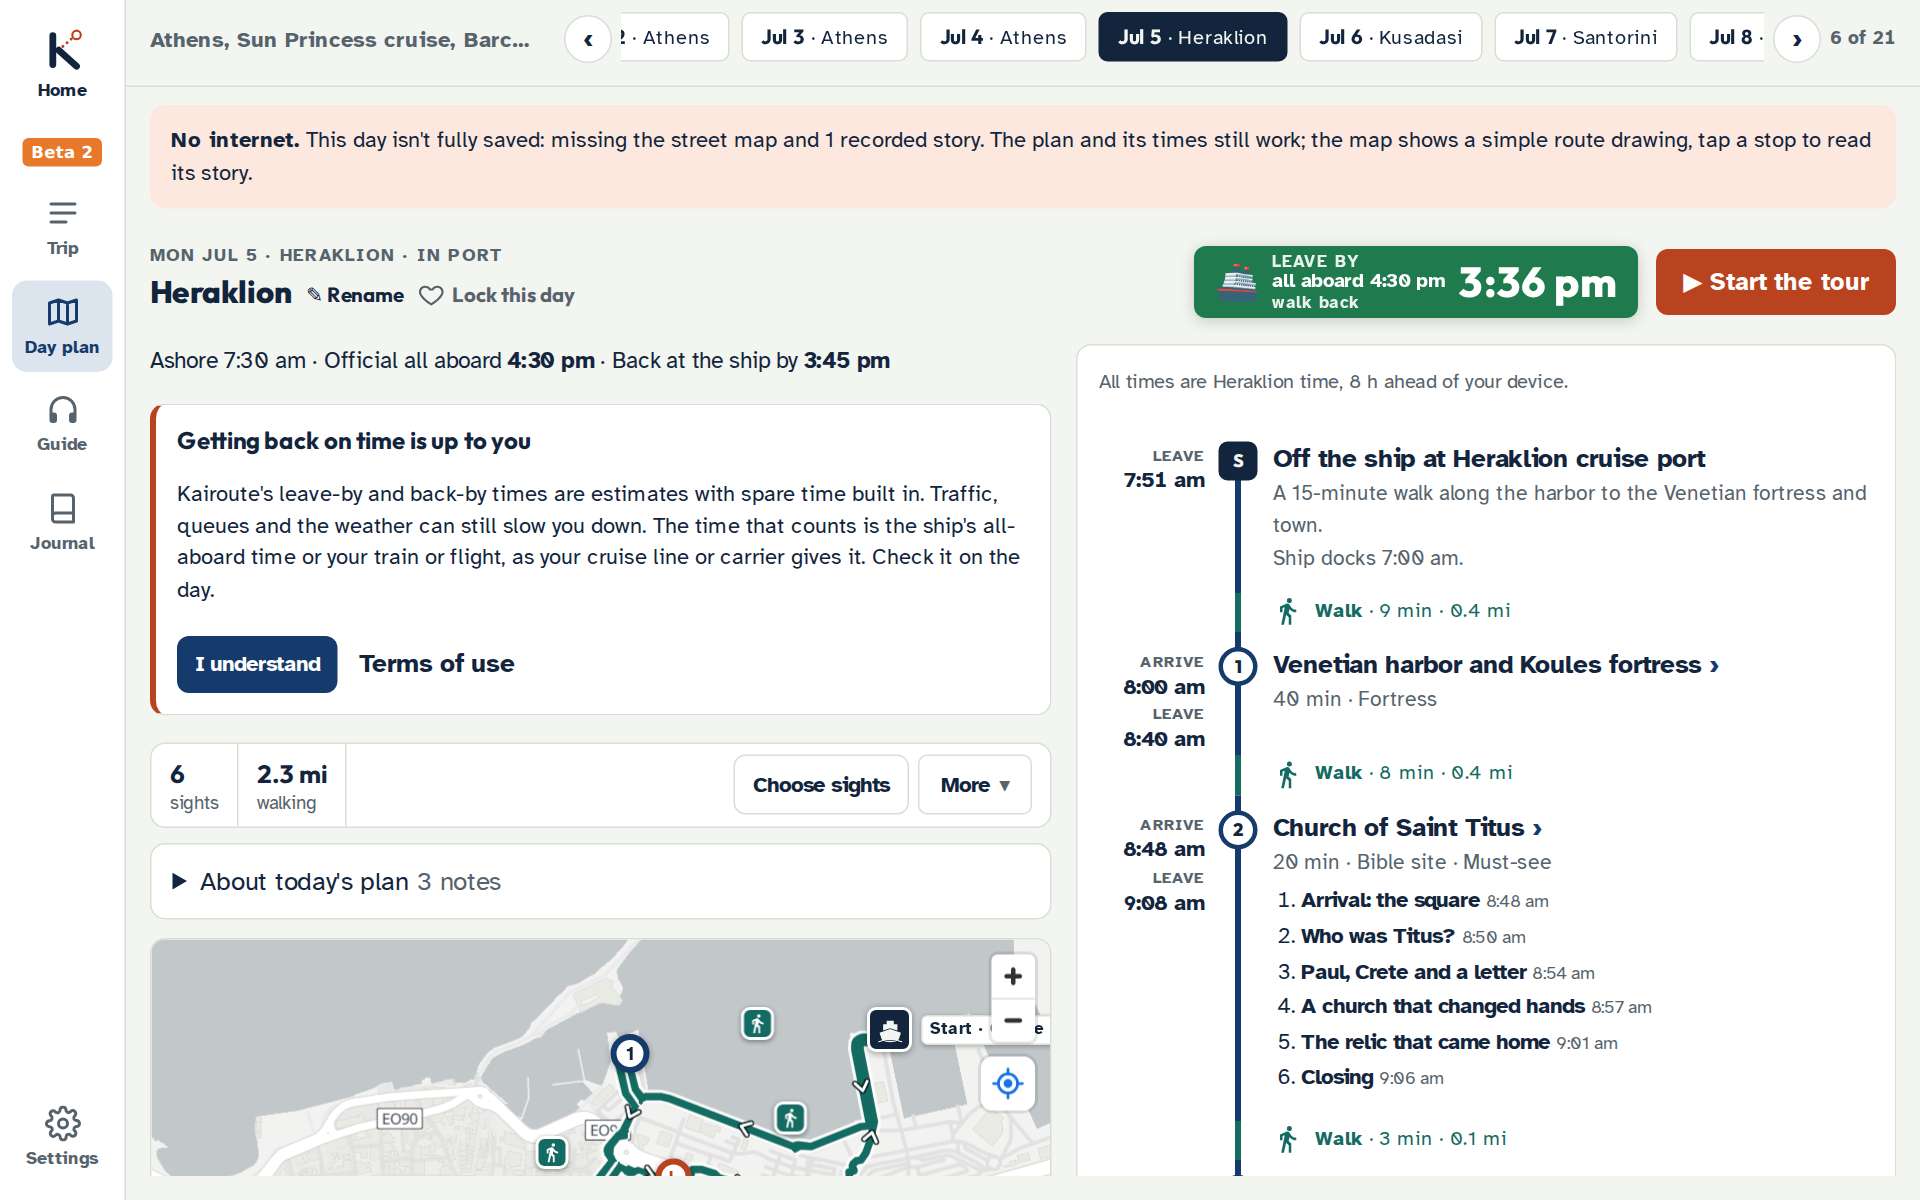 Home
Beta 2
Trip
Day plan
Guide
Journal
Settings
Athens, Sun Princess cruise, Barc...
‹
2 · Athens
Jul 3 · Athens
Jul 4 · Athens
Jul 5 · Heraklion
Jul 6 · Kusadasi
Jul 7 · Santorini
Jul 8 ·
›
6 of 21
No internet. This day isn't fully saved: missing the street map and 1 recorded story. The plan and its times still work; the map shows a simple route drawing, tap a stop to read
its story.
MON JUL 5 · HERAKLION · IN PORT
Heraklion ✎ Rename ♡ Lock this day
LEAVE BY
all aboard 4:30 pm
walk back
3:36 pm
▶ Start the tour
Ashore 7:30 am · Official all aboard 4:30 pm · Back at the ship by 3:45 pm
Getting back on time is up to you
Kairoute's leave-by and back-by times are estimates with spare time built in. Traffic,
queues and the weather can still slow you down. The time that counts is the ship's all-
aboard time or your train or flight, as your cruise line or carrier gives it. Check it on the
day.
I understand
Terms of use
6
sights
2.3 mi
walking
Choose sights
More ▼
▶ About today's plan 3 notes
1
Start ·
+
−
EO90
All times are Heraklion time, 8 h ahead of your device.
LEAVE
7:51 am
S
Off the ship at Heraklion cruise port
A 15-minute walk along the harbor to the Venetian fortress and
town.
Ship docks 7:00 am.
Walk · 9 min · 0.4 mi
ARRIVE
8:00 am
LEAVE
8:40 am
1
Venetian harbor and Koules fortress ›
40 min · Fortress
Walk · 8 min · 0.4 mi
ARRIVE
8:48 am
LEAVE
9:08 am
2
Church of Saint Titus ›
20 min · Bible site · Must-see
1. Arrival: the square 8:48 am
2. Who was Titus? 8:50 am
3. Paul, Crete and a letter 8:54 am
4. A church that changed hands 8:57 am
5. The relic that came home 9:01 am
6. Closing 9:06 am
Walk · 3 min · 0.1 mi